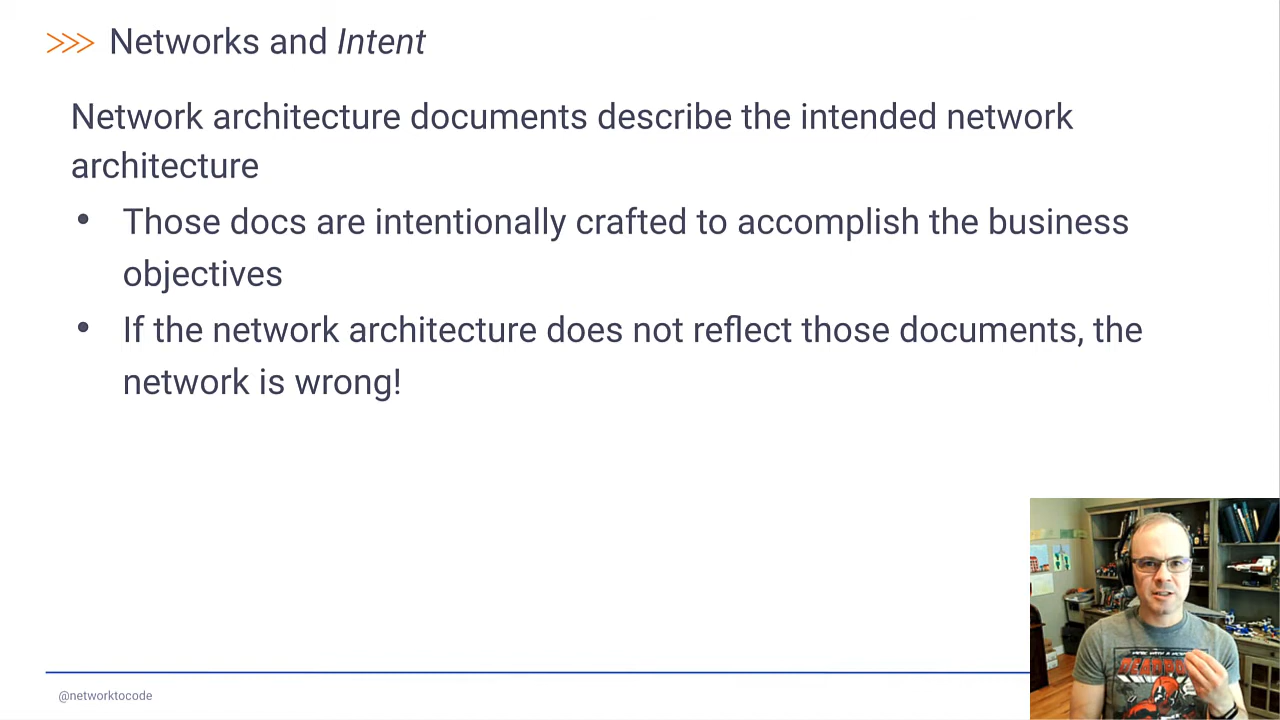 >>> Networks and Intent
Network architecture documents describe the intended network
architecture
• Those docs are intentionally crafted to accomplish the business
objectives
• If the network architecture does not reflect those documents, the
network is wrong!
DEADPOOL
@networktocode